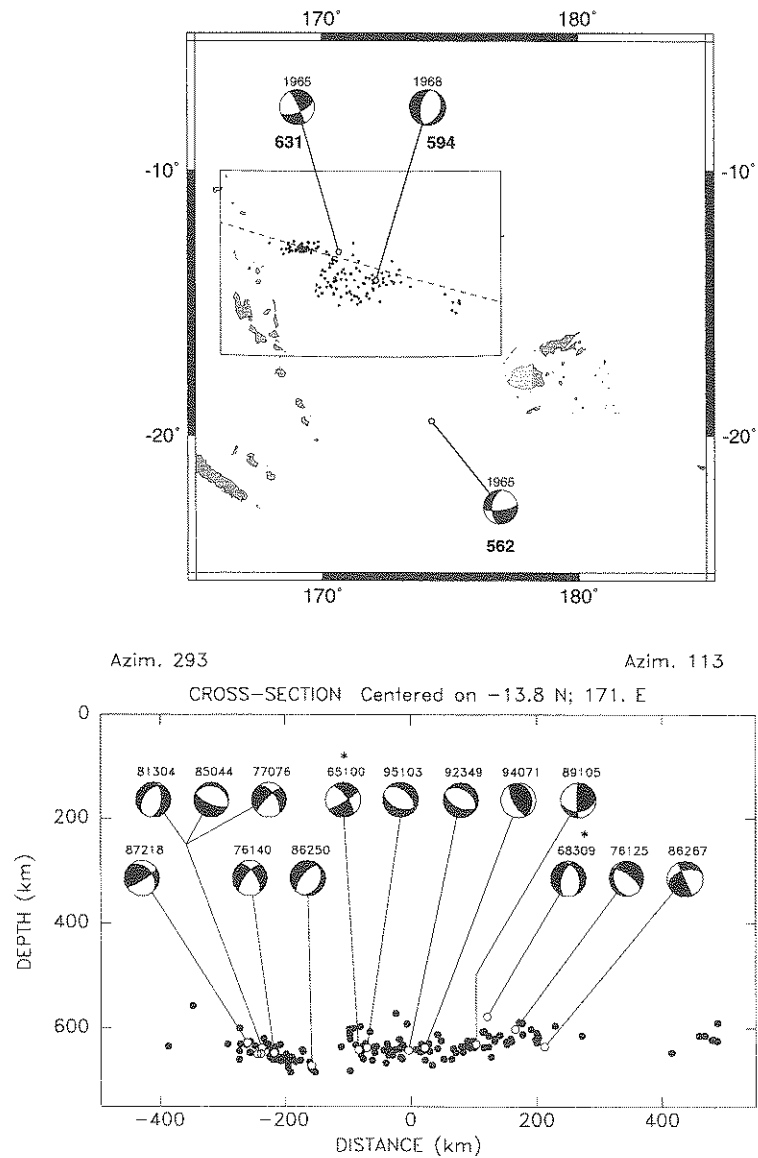 170° 180°
1965 1968
631 594
-10° -10°
-20° -20°
1965
562
170° 180°
Azim. 293 Azim. 113
CROSS-SECTION Centered on -13.8 N; 171. E
0
* 
81304 85044 77076 65100 95103 92349 94071 89105
*
200
87218 76140 86250 68309 76125 86267
400
600
DEPTH (km)
-400 -200 0 200 400
DISTANCE (km)